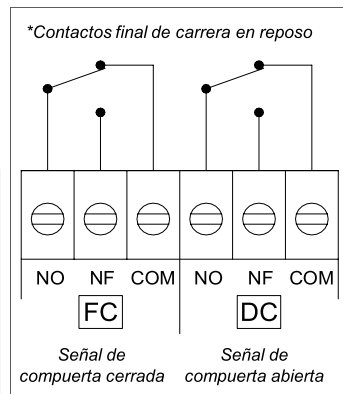 *Contactos final de carrera en reposo
NO NF COM NO NF COM
FC DC
Señal de compuerta cerrada
Señal de compuerta abierta